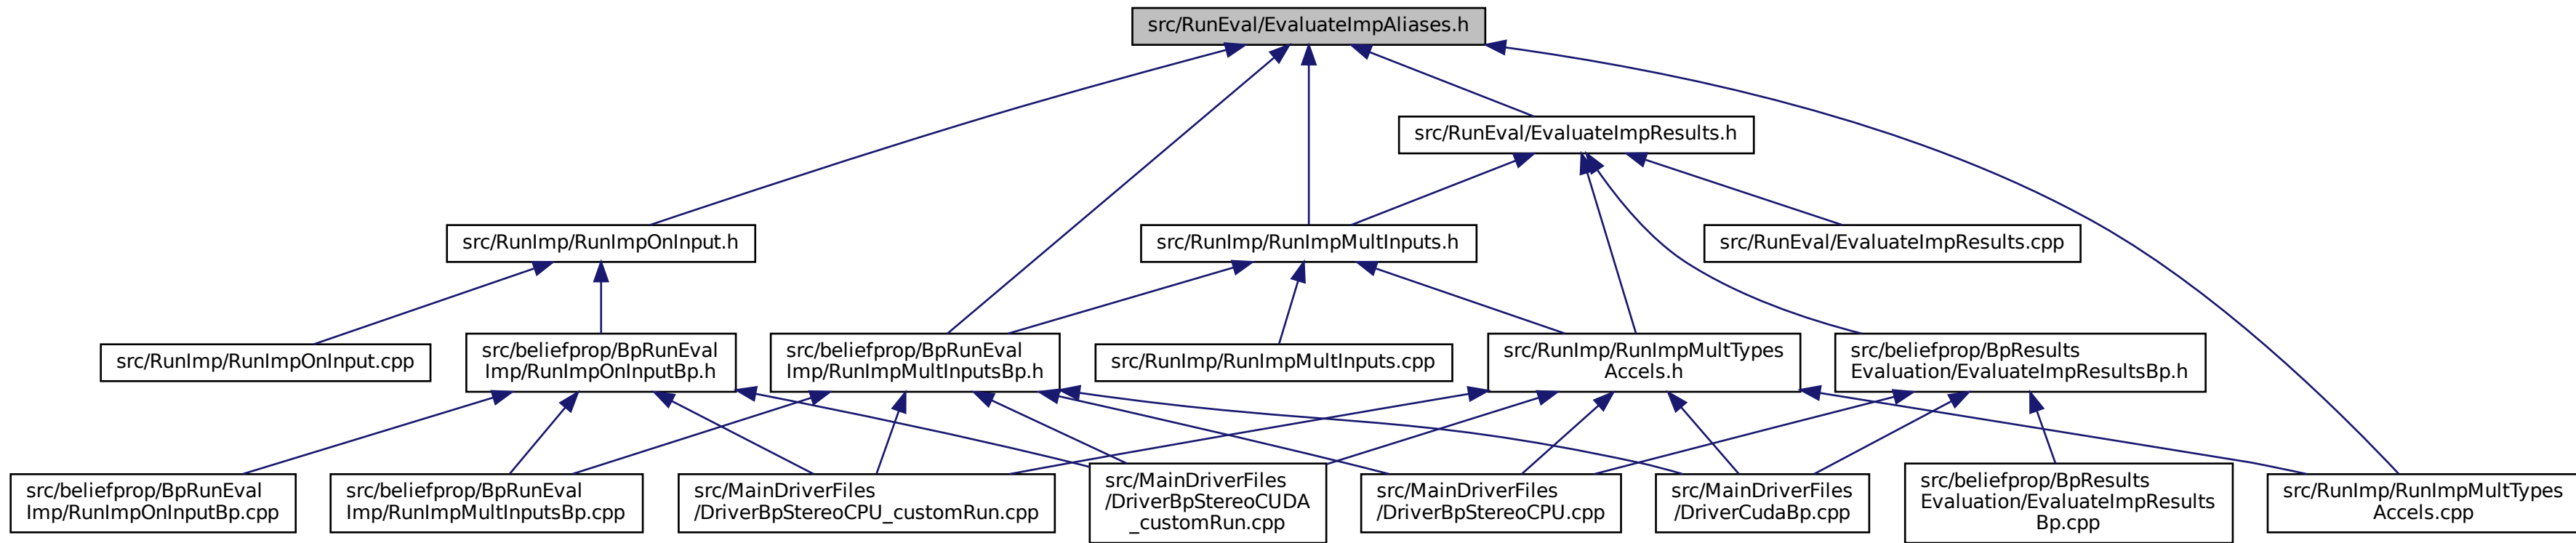 src/RunEval/EvaluateImpAliases.h
src/RunEval/EvaluateImpResults.h
src/RunImp/RunImpOnInput.h
src/RunImp/RunImpMultInputs.h
src/RunEval/EvaluateImpResults.cpp
src/RunImp/RunImpOnInput.cpp
src/beliefprop/BpRunEval
Imp/RunImpOnInputBp.h
src/beliefprop/BpRunEval
Imp/RunImpMultInputsBp.h
src/RunImp/RunImpMultInputs.cpp
src/RunImp/RunImpMultTypes
Accels.h
src/beliefprop/BpResults
Evaluation/EvaluateImpResultsBp.h
src/beliefprop/BpRunEval
Imp/RunImpOnInputBp.cpp
src/beliefprop/BpRunEval
Imp/RunImpMultInputsBp.cpp
src/MainDriverFiles
/DriverBpStereoCPU_customRun.cpp
src/MainDriverFiles
/DriverBpStereoCUDA
_customRun.cpp
src/MainDriverFiles
/DriverBpStereoCPU.cpp
src/MainDriverFiles
/DriverCudaBp.cpp
src/beliefprop/BpResults
Evaluation/EvaluateImpResults
Bp.cpp
src/RunImp/RunImpMultTypes
Accels.cpp